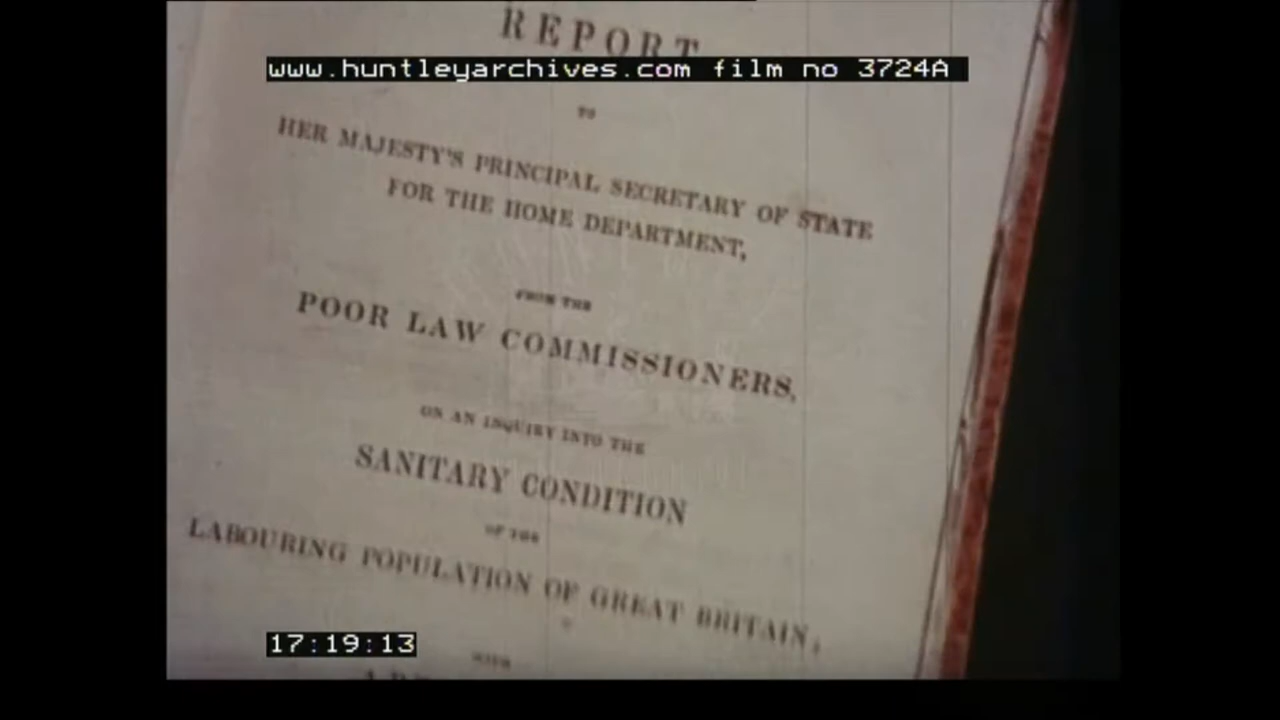 REPORT
www.huntleyarchives.com film no 3724A
TO
HER MAJESTY'S PRINCIPAL SECRETARY OF STATE
FOR THE HOME DEPARTMENT,
FROM THE
POOR LAW COMMISSIONERS,
ON AN INQUIRY INTO THE
SANITARY CONDITION
OF THE
LABOURING POPULATION OF GREAT BRITAIN;
WITH
17:19:13